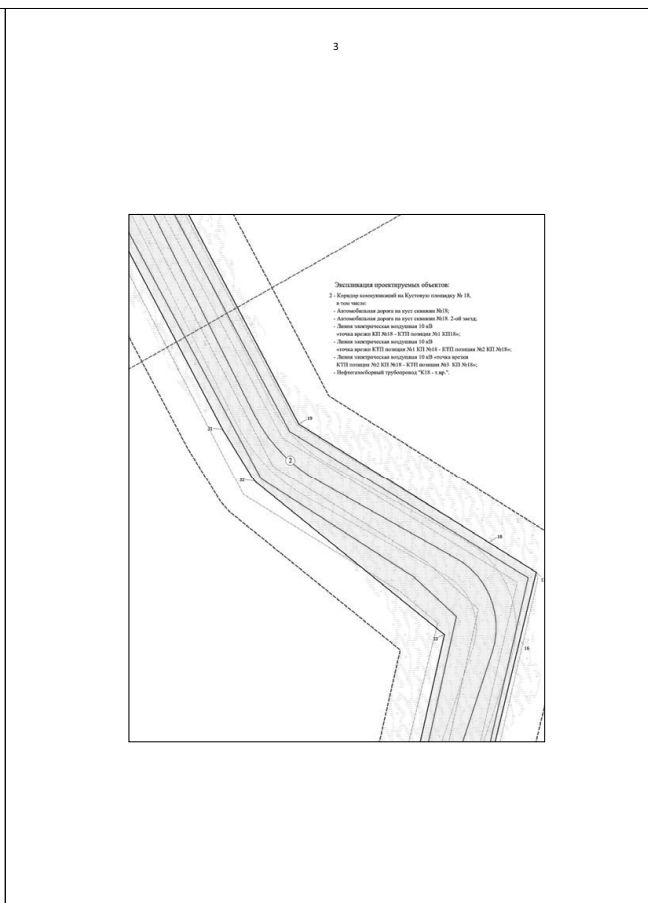 3
Экспликация проектируемых объектов:
2 - Коридор коммуникаций на Кустовую площадку № 18,
в том числе:
- Автомобильная дорога на куст скважин №18;
- Автомобильная дорога на куст скважин №18. 2-ой заезд;
- Линия электрическая воздушная 10 кВ
«точка врезки КП №18 - КТП позиция №1 КП18»;
- Линия электрическая воздушная 10 кВ
«точка врезки КТП позиция №1 КП №18 - КТП позиция №2 КП №18»;
- Линия электрическая воздушная 10 кВ «точка врезки
КТП позиция №2 КП №18 - КТП позиция №3 КП №18»;
- Нефтегазосборный трубопровод "К18 - т.вр.".
19
21
2
22
18
16